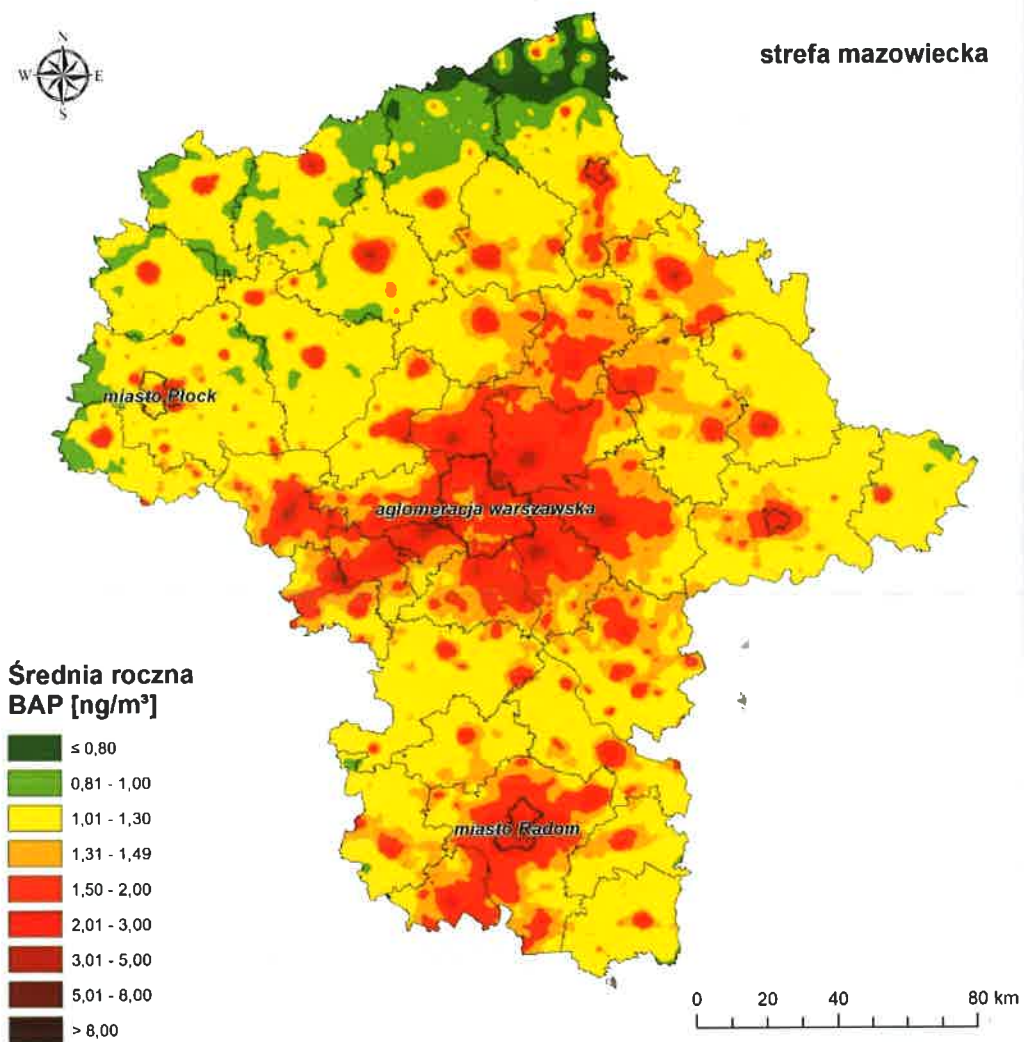 N
W E
S
strefa mazowiecka
miasto Płock
aglomeracja warszawska
miasto Radom
Średnia roczna
BAP [ng/m³]
≤ 0,80
0,81 - 1,00
1,01 - 1,30
1,31 - 1,49
1,50 - 2,00
2,01 - 3,00
3,01 - 5,00
5,01 - 8,00
> 8,00
0 20 40 80 km